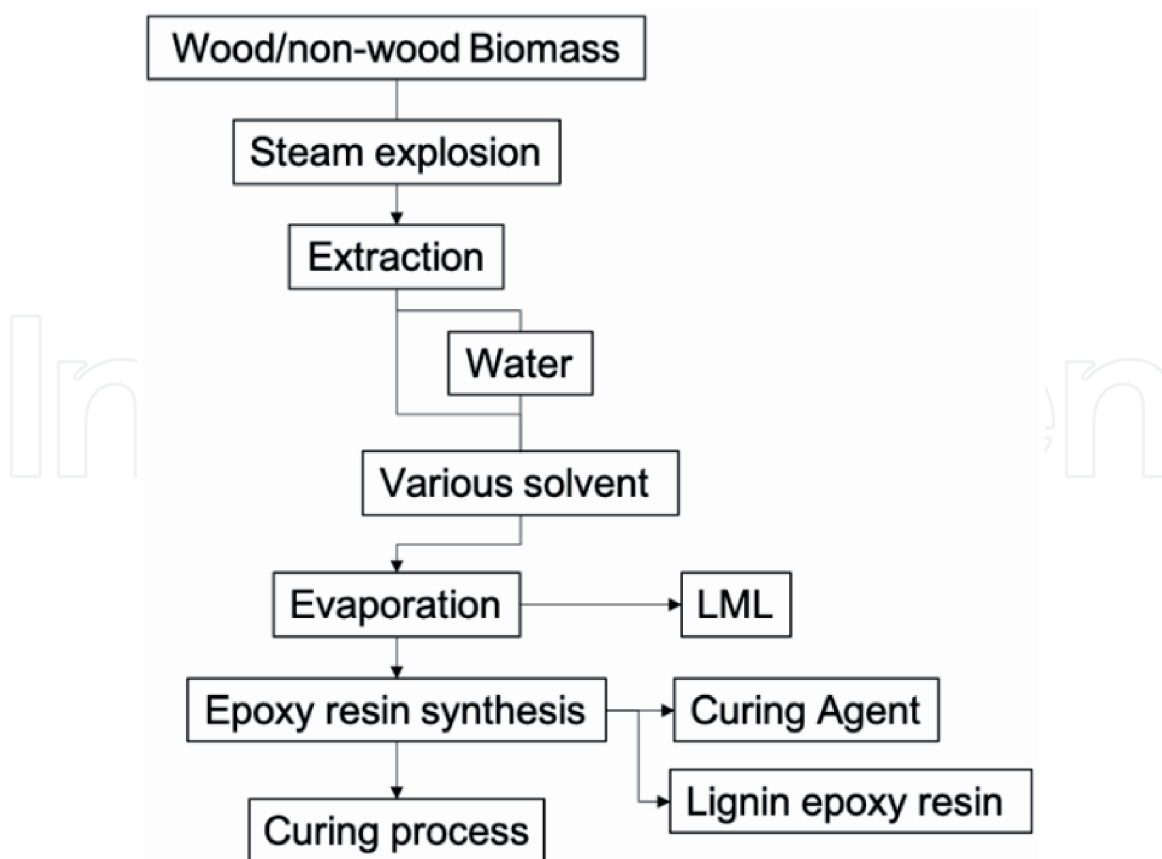 Wood/non-wood Biomass
Steam explosion
Extraction
Water
Various solvent
Evaporation
LML
Epoxy resin synthesis
Curing Agent
Lignin epoxy resin
Curing process